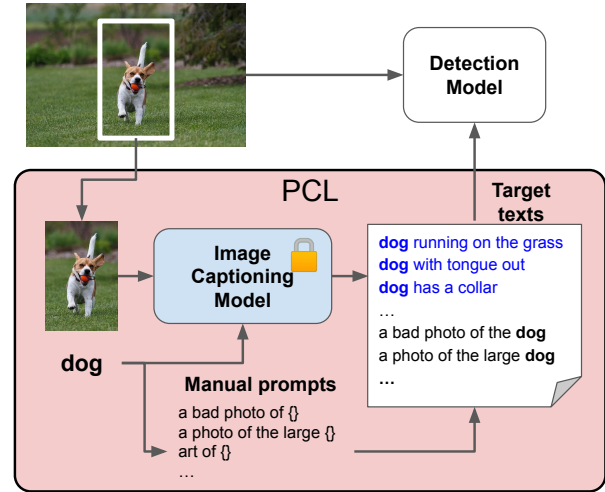 Detection
Model
PCL
Target
texts
Image
Captioning
Model
dog running on the grass
dog with tongue out
dog has a collar
…
a bad photo of the dog
a photo of the large dog
…
dog
Manual prompts
a bad photo of {}
a photo of the large {}
art of {}
…